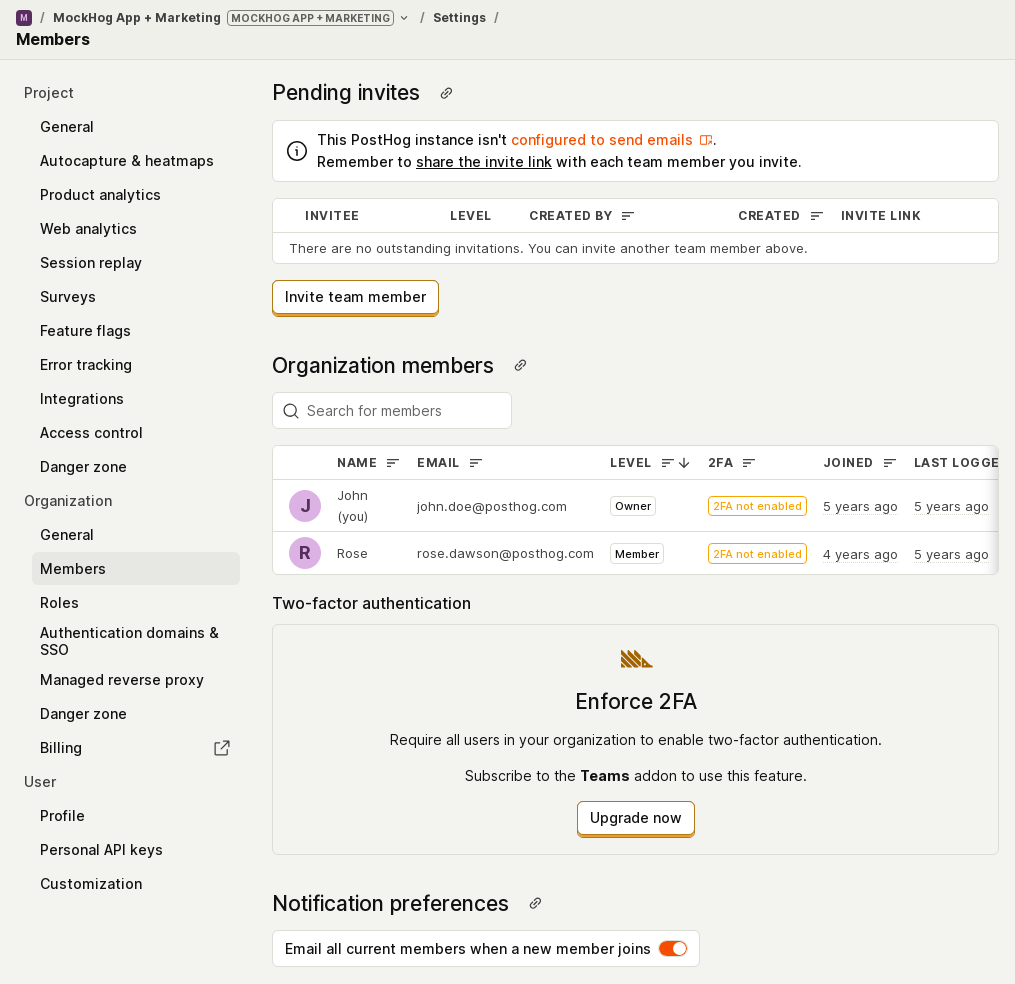 M / MockHog App + Marketing MOCKHOG APP + MARKETING / Settings /
Members
Project
General
Autocapture & heatmaps
Product analytics
Web analytics
Session replay
Surveys
Feature flags
Error tracking
Integrations
Access control
Danger zone
Organization
General
Members
Roles
Authentication domains &
SSO
Managed reverse proxy
Danger zone
Billing
User
Profile
Personal API keys
Customization
Pending invites
This PostHog instance isn't configured to send emails.
Remember to share the invite link with each team member you invite.
INVITEE LEVEL CREATED BY CREATED INVITE LINK
There are no outstanding invitations. You can invite another team member above.
Invite team member
Organization members
Search for members
NAME EMAIL LEVEL 2FA JOINED LAST LOGGE
J John (you) john.doe@posthog.com Owner 2FA not enabled 5 years ago 5 years ago
R Rose rose.dawson@posthog.com Member 2FA not enabled 4 years ago 5 years ago
Two-factor authentication
Enforce 2FA
Require all users in your organization to enable two-factor authentication.
Subscribe to the Teams addon to use this feature.
Upgrade now
Notification preferences
Email all current members when a new member joins